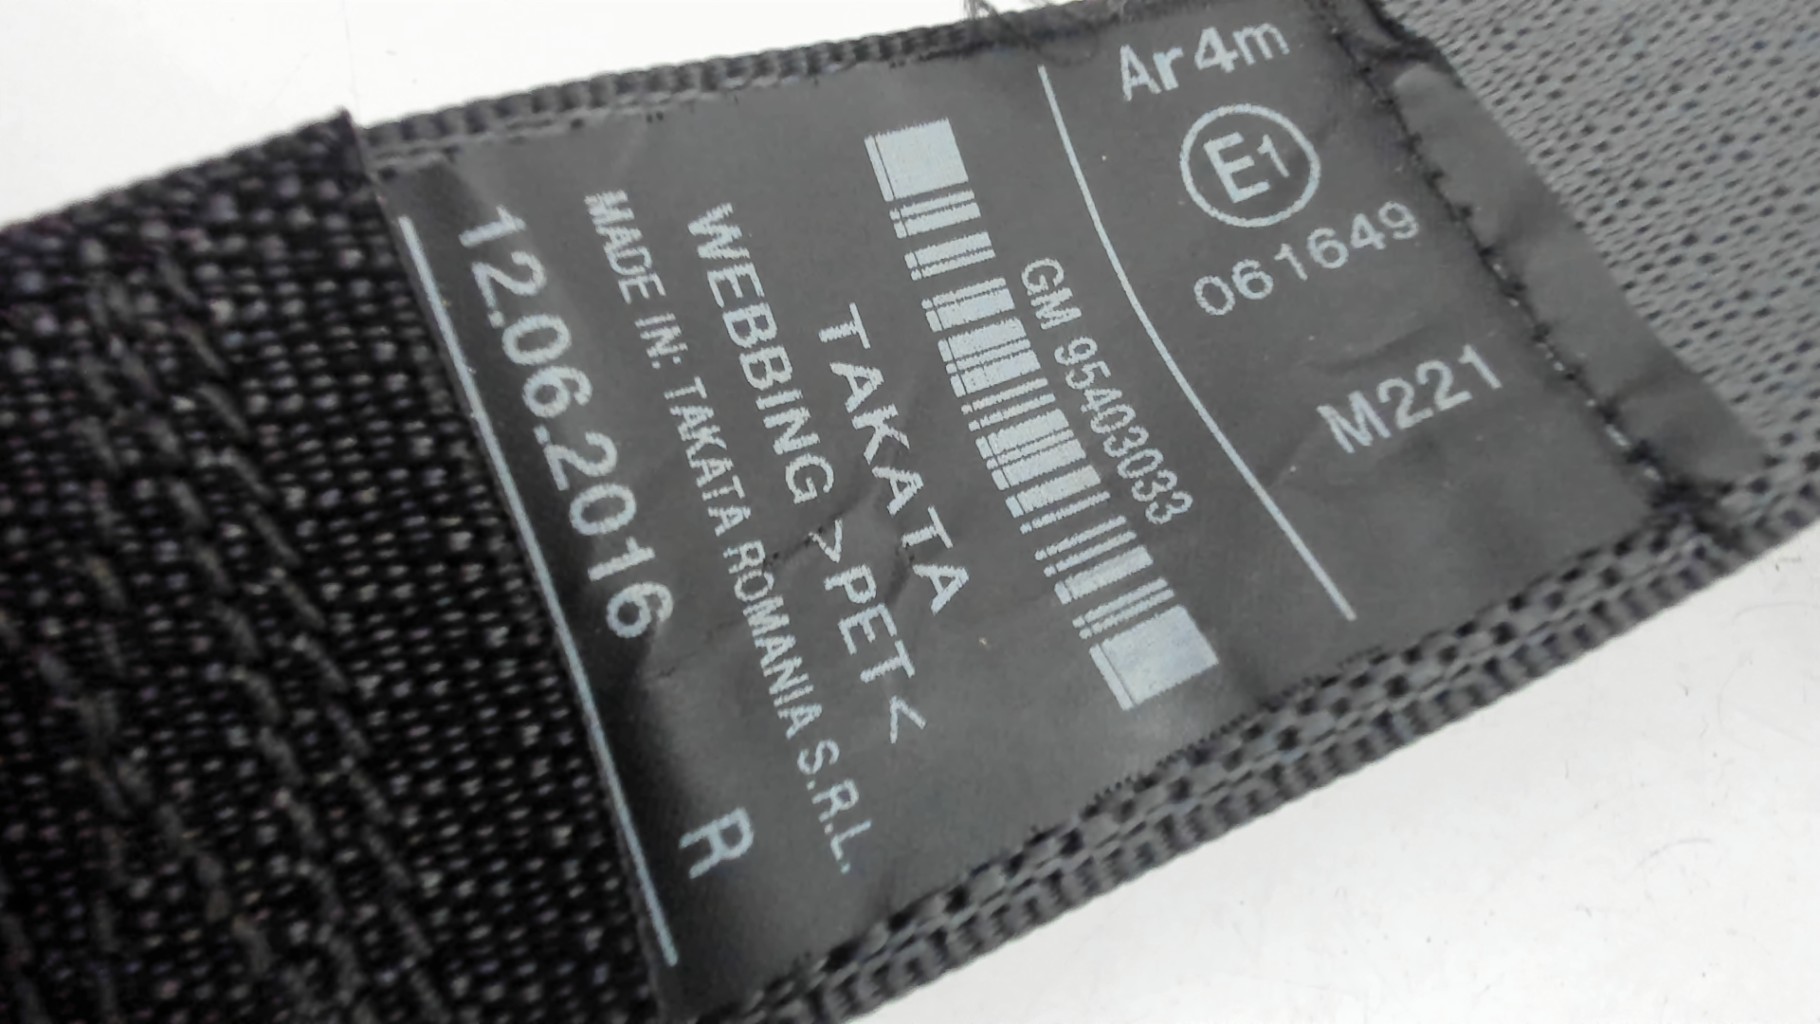 Ar4m
E1
061649
M221
GM 95403033
TAKATA
WEBBING >PET<
MADE IN: TAKATA ROMANIA S.R.L.
12.06.2016 R